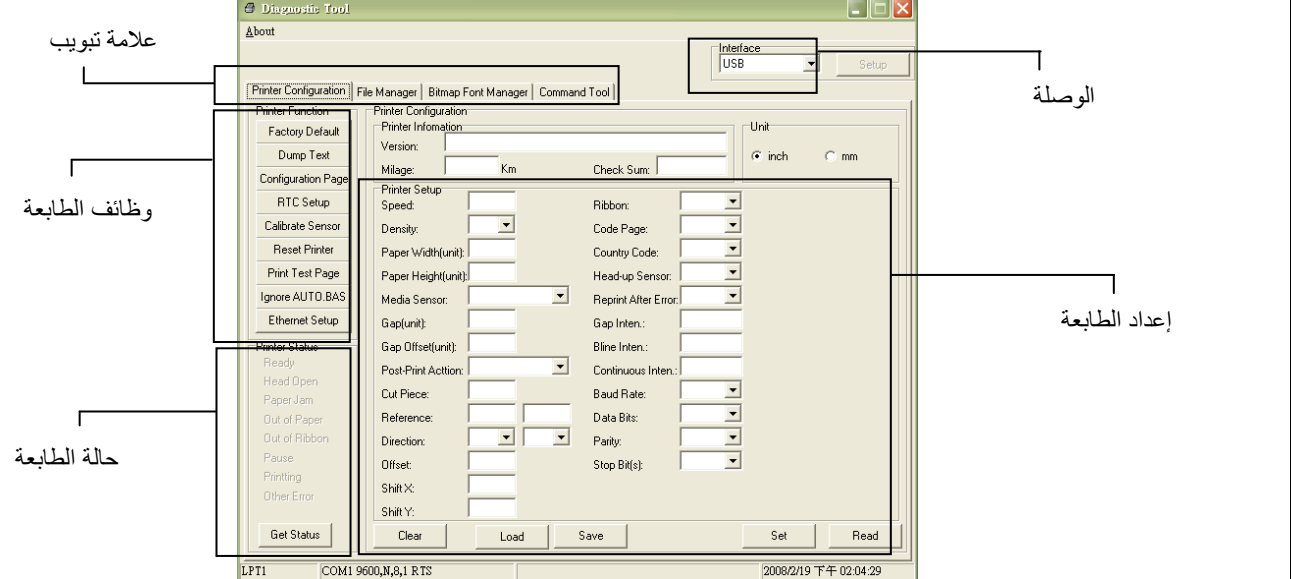 Diagnostic Tool
About
علامة تبويب
Interface
USB
Setup
الوصلة
Printer Configuration File Manager Bitmap Font Manager Command Tool
Printer Function
Factory Default
Dump Text
Configuration Page
RTC Setup
Calibrate Sensor
Reset Printer
Print Test Page
Ignore AUTO.BAS
Ethernet Setup
وظائف الطابعة
Printer Configuration
Printer Infomation
Version:
Milage: Km Check Sum:
Unit
inch mm
Printer Setup
Speed: Ribbon:
Density: Code Page:
Paper Width(unit): Country Code:
Paper Height(unit): Head-up Sensor:
Media Sensor: Reprint After Error:
Gap(unit): Gap Inten.:
Gap Offset(unit): Bline Inten.:
Post-Print Acttion: Continuous Inten.:
Cut Piece: Baud Rate:
Reference: Data Bits:
Direction: Parity:
Offset: Stop Bit(s):
Shift X:
Shift Y:
Clear Load Save Set Read
إعداد الطابعة
Printer Status
Ready
Head Open
Paper Jam
Out of Paper
Out of Ribbon
Pause
Printting
Other Error
Get Status
حالة الطابعة
LPT1 COM1 9600,N,8,1 RTS 2008/2/19 下午 02:04:29